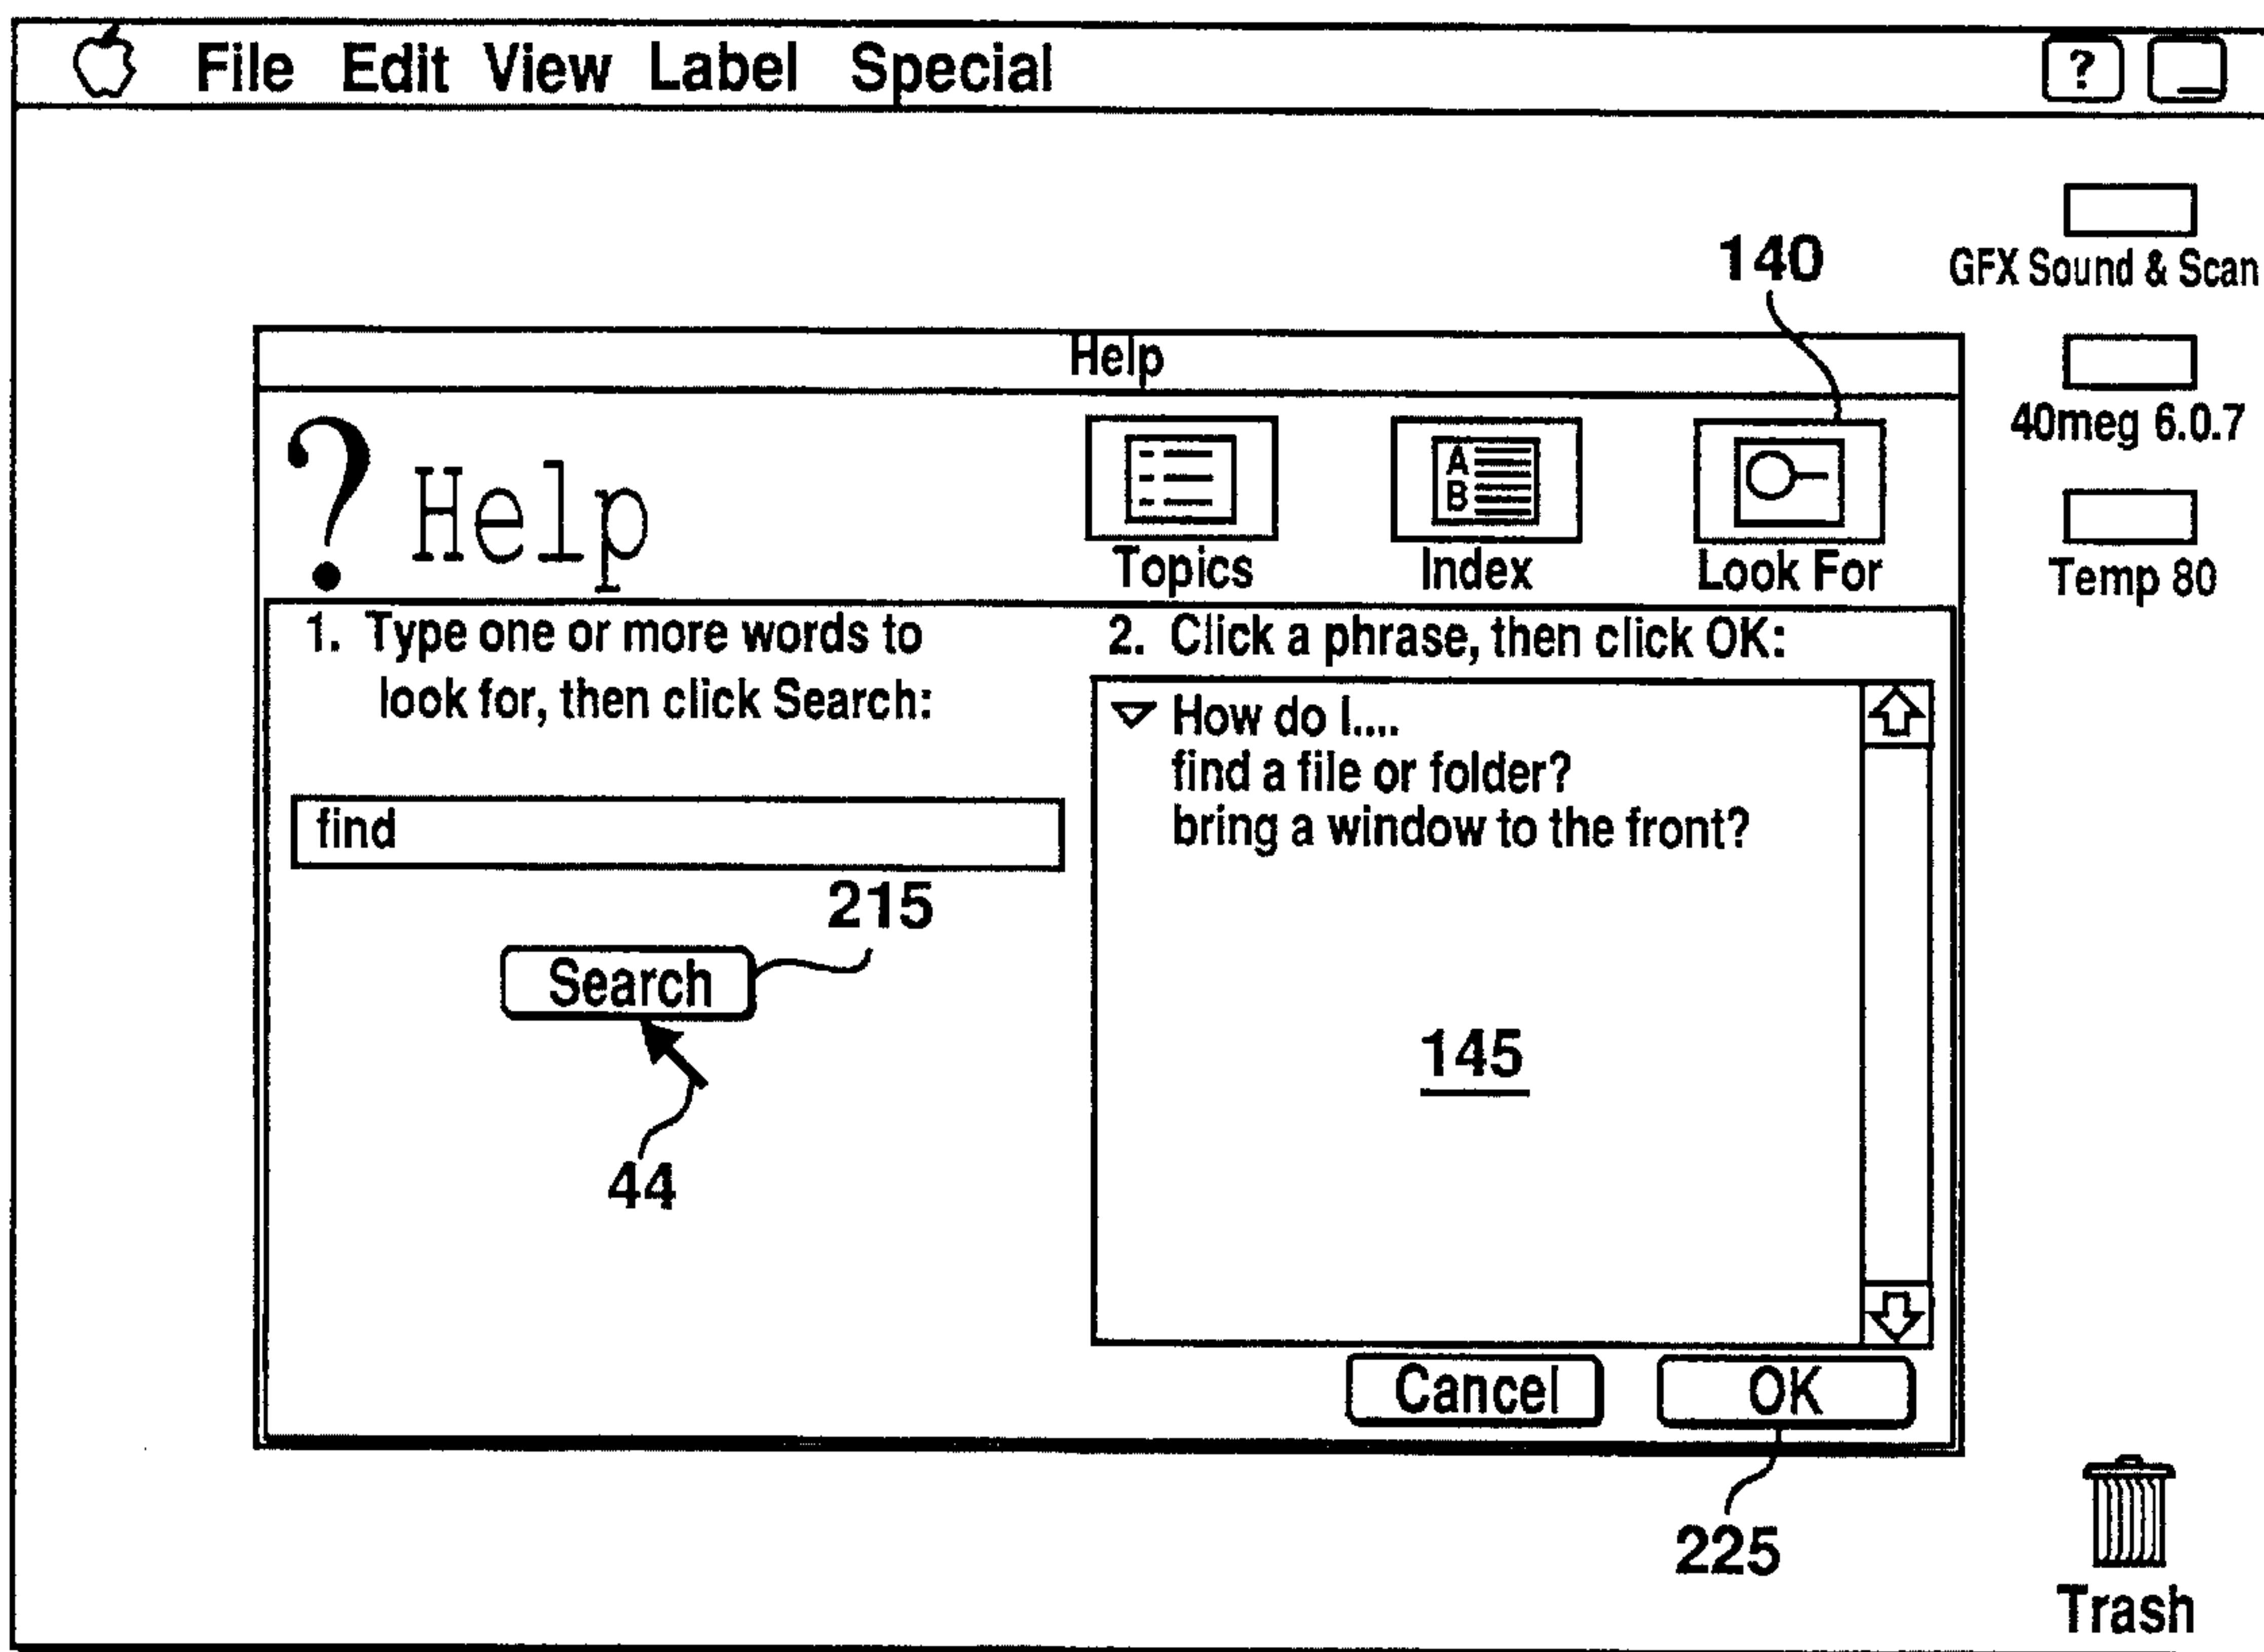 File Edit View Label Special ? _
GFX Sound & Scan
140
Help
40meg 6.0.7
? Help
A
B
Topics Index Look For
Temp 80
1. Type one or more words to
look for, then click Search:
find
215
Search
44
2. Click a phrase, then click OK:
How do I....
find a file or folder?
bring a window to the front?
145
Cancel OK
225
Trash